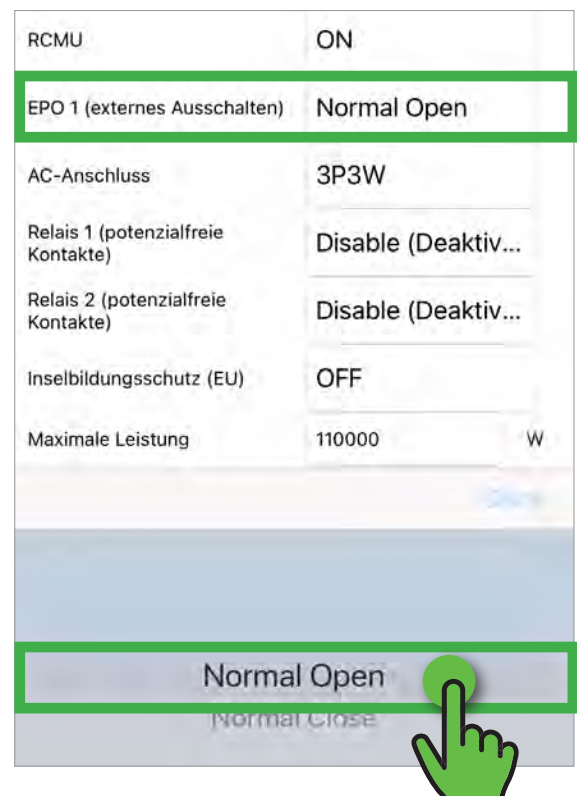 RCMU ON
EPO 1 (externes Ausschalten) Normal Open
AC-Anschluss 3P3W
Relais 1 (potenzialfreie
Kontakte) Disable (Deaktiv...
Relais 2 (potenzialfreie
Kontakte) Disable (Deaktiv...
Inselbildungsschutz (EU) OFF
Maximale Leistung 110000 W
Normal Open
Normal Close